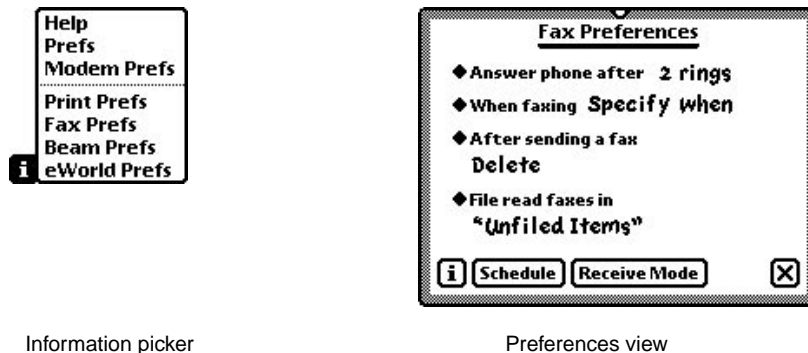 Help
Prefs
Modem Prefs
Print Prefs
Fax Prefs
Beam Prefs
i eWorld Prefs
Fax Preferences
◆Answer phone after 2 rings
◆When faxing Specify when
◆After sending a fax
Delete
◆File read faxes in
“Unfiled Items”
i Schedule Receive Mode X
Information picker
Preferences view